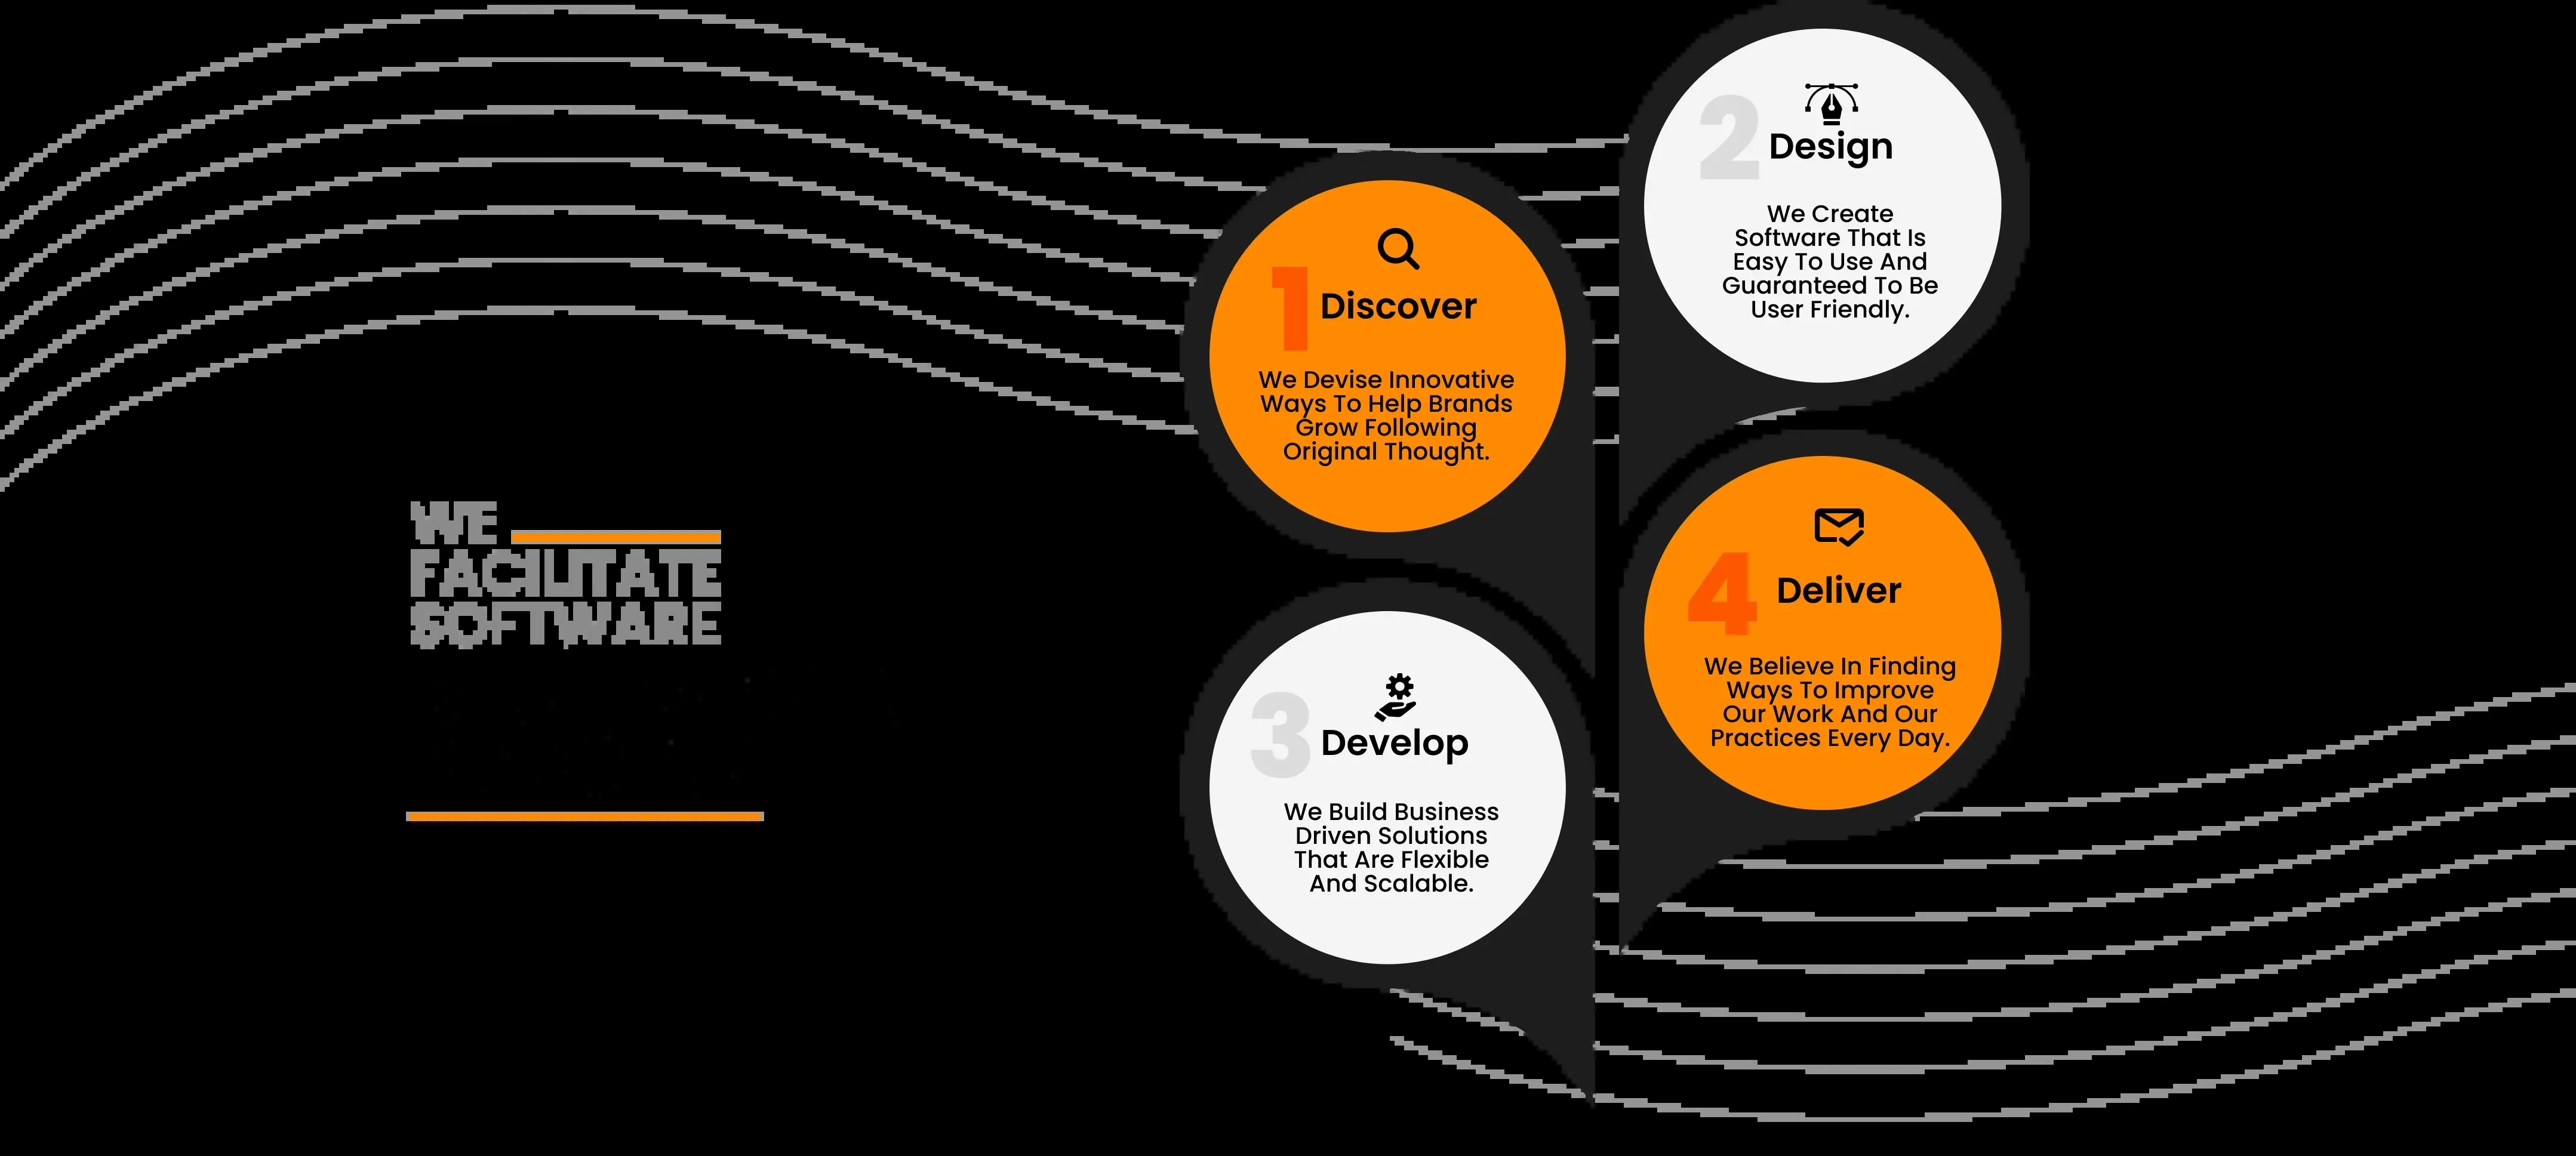 WE
FACILITATE
SOFTWARE
1
Discover
We Devise Innovative
Ways To Help Brands
Grow Following
Original Thought.
2
Design
We Create
Software That Is
Easy To Use And
Guaranteed To Be
User Friendly.
3
Develop
We Build Business
Driven Solutions
That Are Flexible
And Scalable.
4
Deliver
We Believe In Finding
Ways To Improve
Our Work And Our
Practices Every Day.